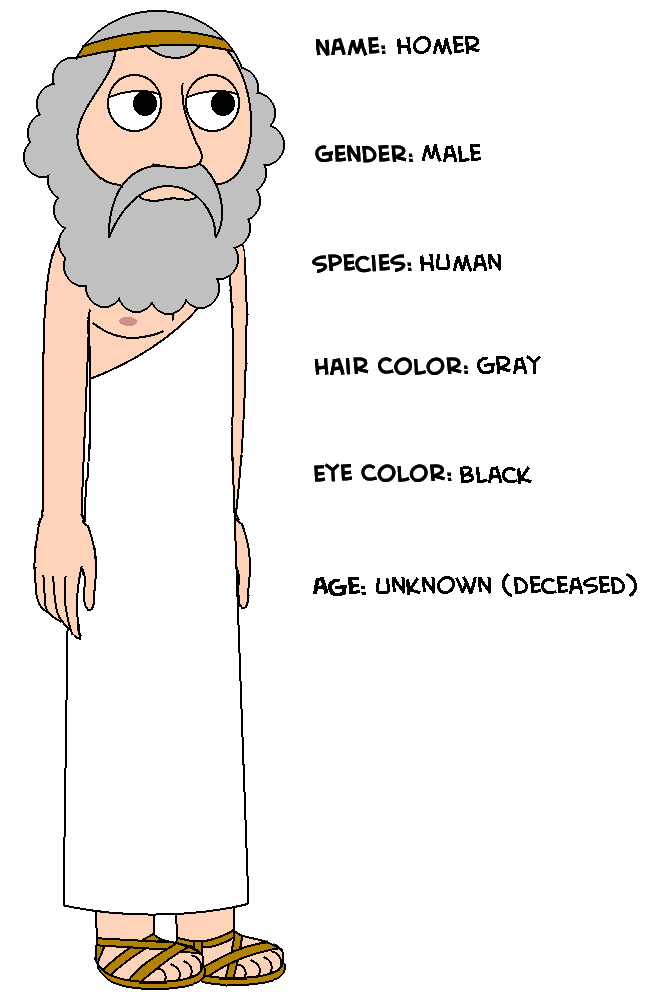 NAME: HOMER
GENDER: MALE
SPECIES: HUMAN
HAIR COLOR: GRAY
EYE COLOR: BLACK
AGE: UNKNOWN (DECEASED)